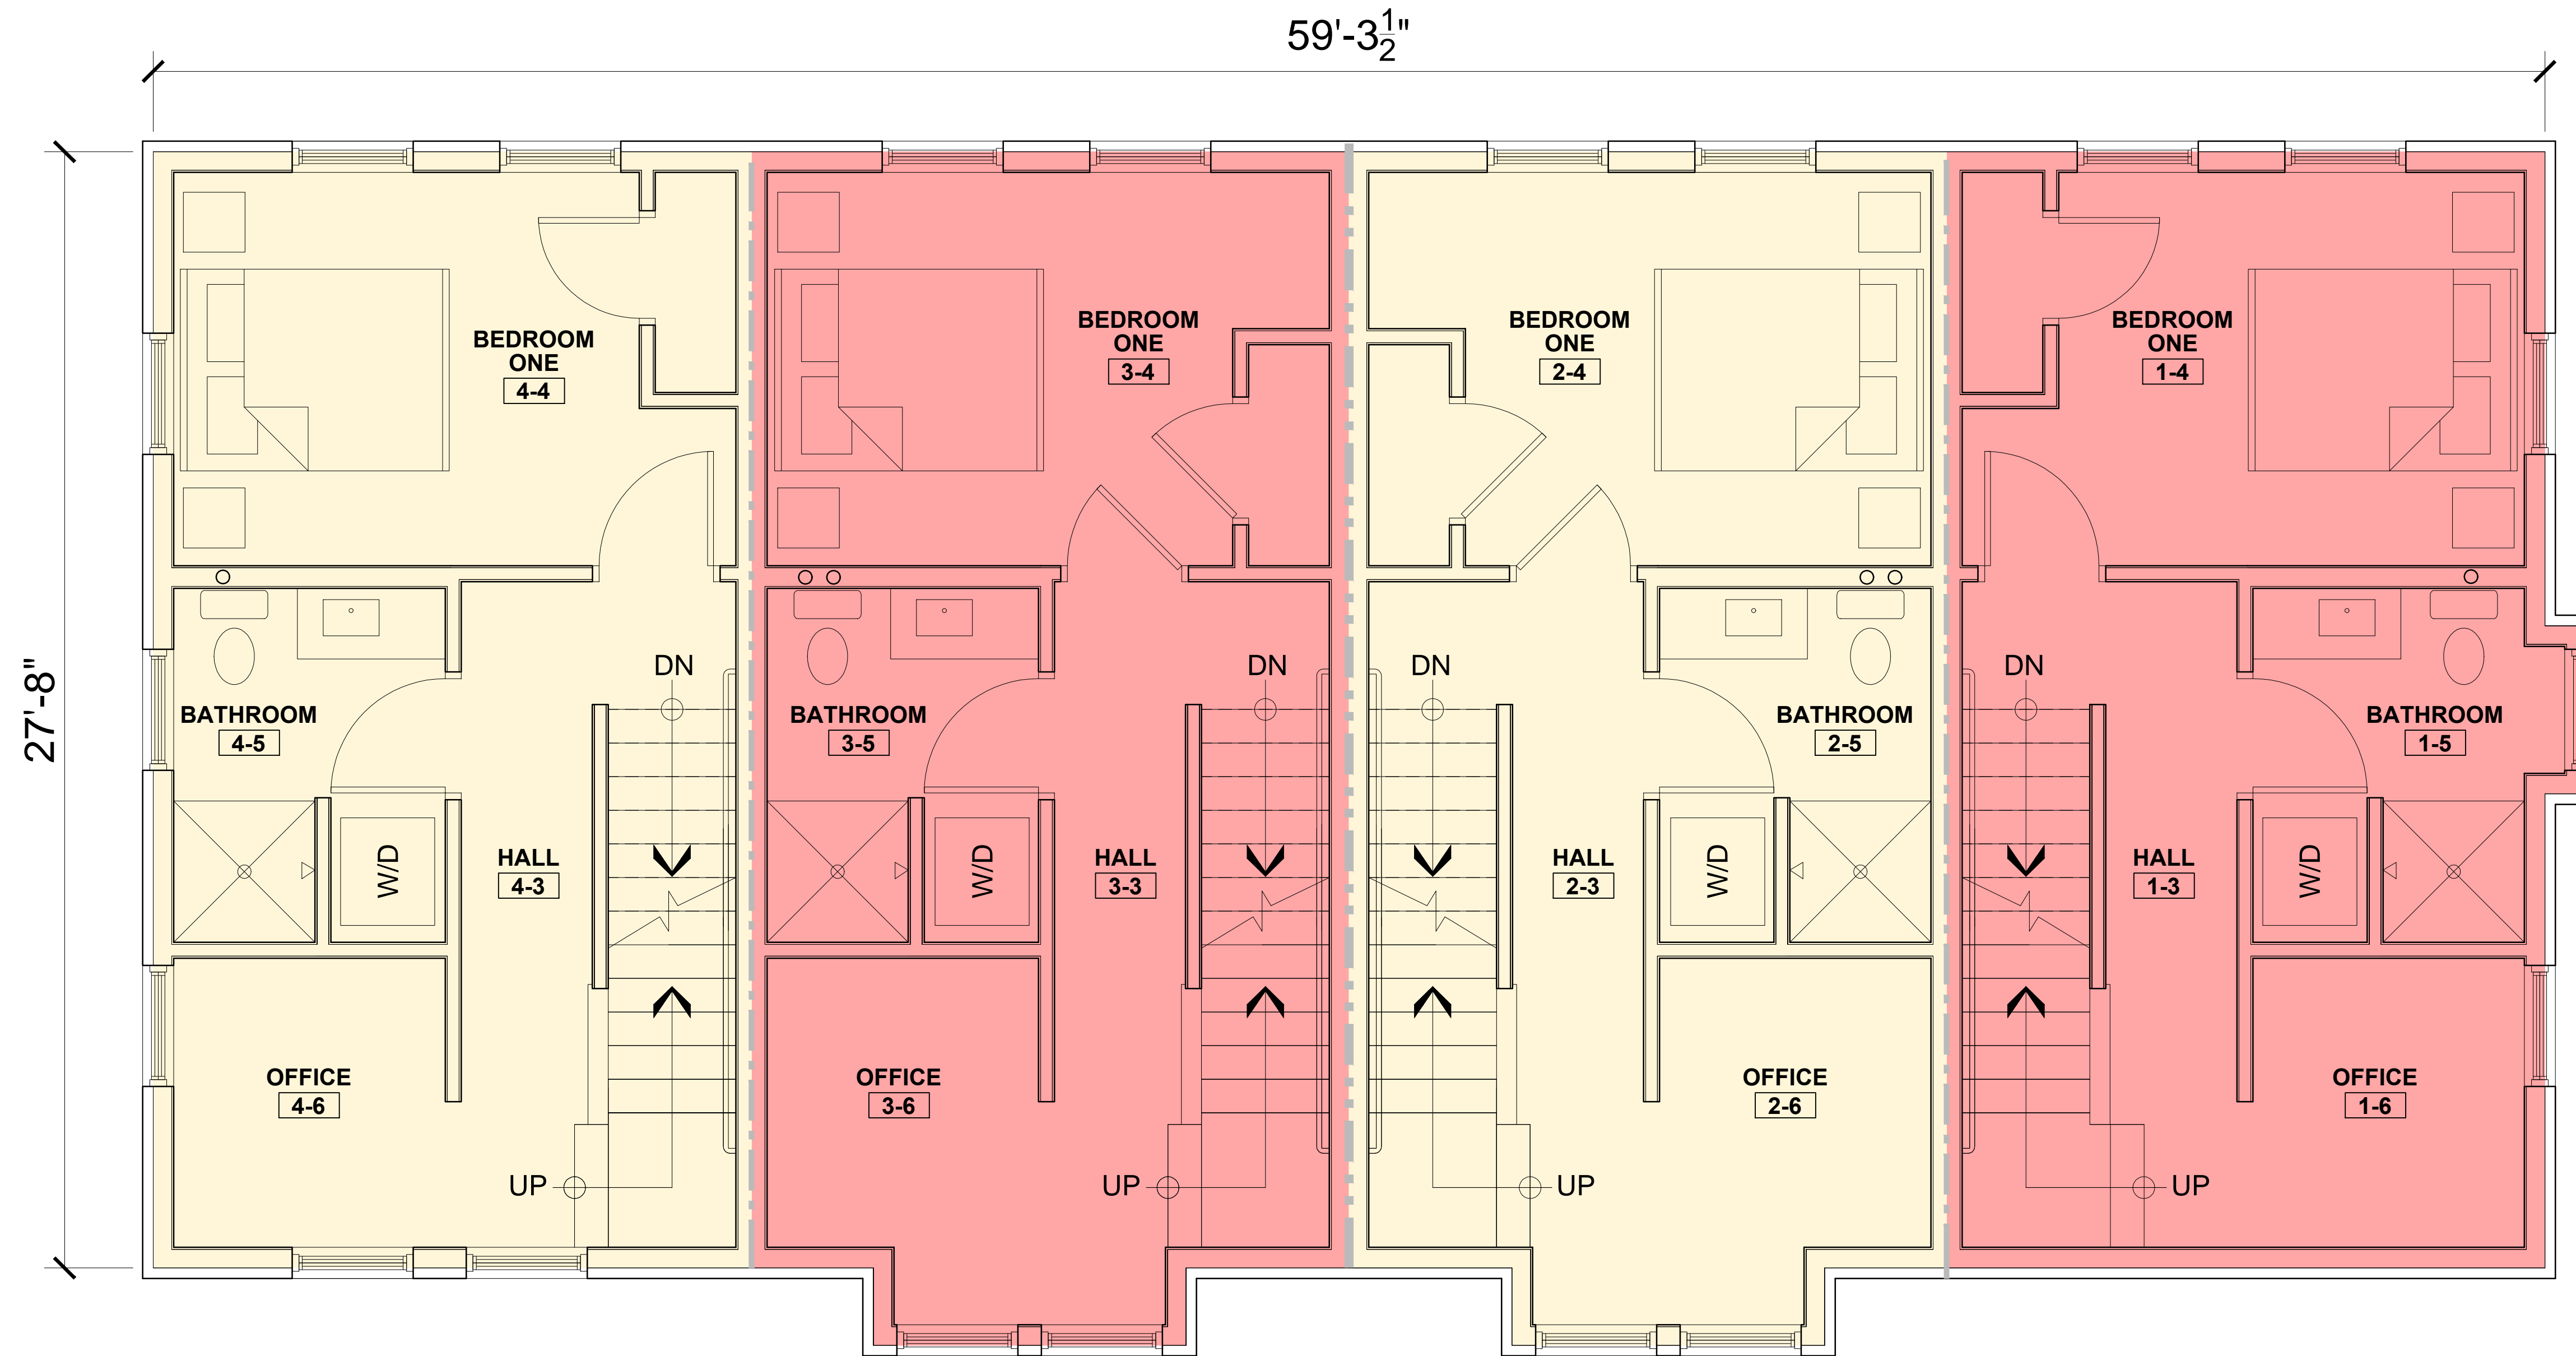 59'-3 1/2"
27'-8"
BEDROOM
ONE
4-4
BEDROOM
ONE
3-4
BEDROOM
ONE
2-4
BEDROOM
ONE
1-4
DN
DN
DN
DN
BATHROOM
4-5
BATHROOM
3-5
BATHROOM
2-5
BATHROOM
1-5
W/D
HALL
4-3
W/D
HALL
3-3
HALL
2-3
W/D
HALL
1-3
W/D
OFFICE
4-6
OFFICE
3-6
OFFICE
2-6
OFFICE
1-6
UP
UP
UP
UP